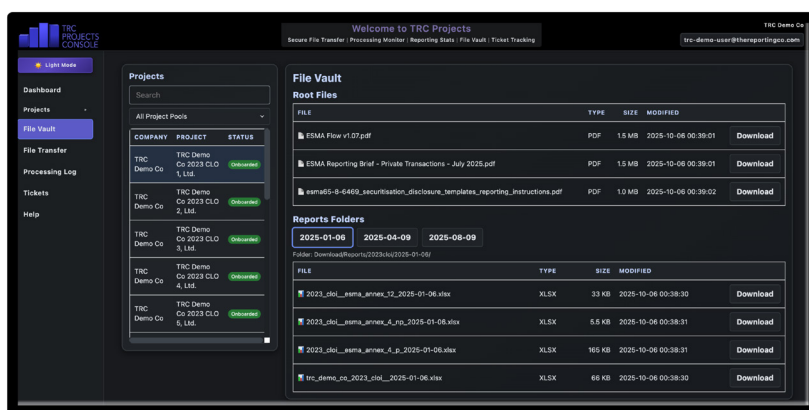 TRC
PROJECTS
CONSOLE
Welcome to TRC Projects
Secure File Transfer | Processing Monitor | Reporting Stats | File Vault | Ticket Tracking
TRC Demo Co
trc-demo-user@thereportingco.com
Light Mode
Dashboard
Projects
File Vault
File Transfer
Processing Log
Tickets
Help
Projects
Search
All Project Pools
COMPANY PROJECT STATUS
TRC Demo Co TRC Demo Co 2023 CLO 1, Ltd. Onboarded
TRC Demo Co TRC Demo Co 2023 CLO 2, Ltd. Onboarded
TRC Demo Co TRC Demo Co 2023 CLO 3, Ltd. Onboarded
TRC Demo Co TRC Demo Co 2023 CLO 4, Ltd. Onboarded
TRC Demo Co TRC Demo Co 2023 CLO 5, Ltd. Onboarded
File Vault
Root Files
FILE TYPE SIZE MODIFIED
ESMA Flow v1.07.pdf PDF 1.5 MB 2025-10-06 00:39:01 Download
ESMA Reporting Brief - Private Transactions - July 2025.pdf PDF 1.5 MB 2025-10-06 00:39:01 Download
esma65-8-6469_securitisation_disclosure_templates_reporting_instructions.pdf PDF 1.0 MB 2025-10-06 00:39:02 Download
Reports Folders
2025-01-06 2025-04-09 2025-08-09
Folder: Download/Reports/2023cloi/2025-01-06/
FILE TYPE SIZE MODIFIED
2023_cloi__esma_annex_12_2025-01-06.xlsx XLSX 33 KB 2025-10-06 00:38:30 Download
2023_cloi__esma_annex_4_np_2025-01-06.xlsx XLSX 5.5 KB 2025-10-06 00:38:31 Download
2023_cloi__esma_annex_4_p_2025-01-06.xlsx XLSX 165 KB 2025-10-06 00:38:31 Download
trc_demo_co_2023_cloi__2025-01-06.xlsx XLSX 66 KB 2025-10-06 00:38:30 Download